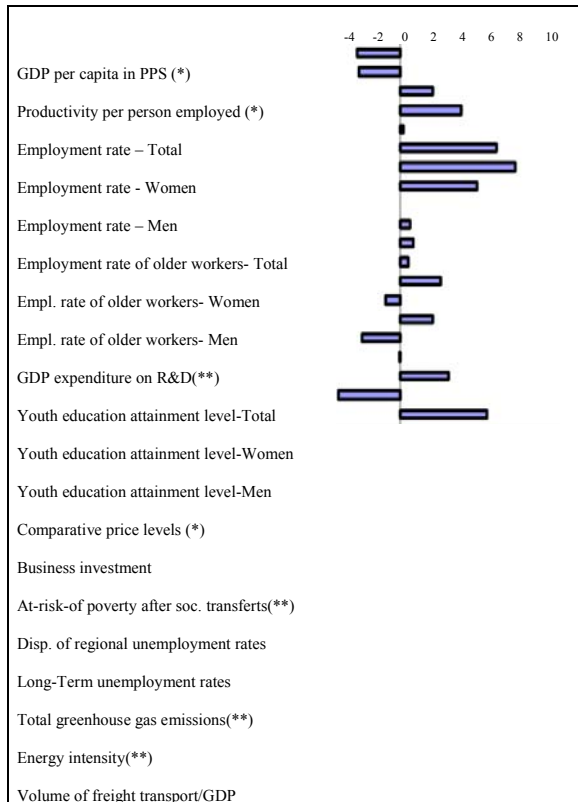 -4 -2 0 2 4 6 8 10
GDP per capita in PPS (*)
Productivity per person employed (*)
Employment rate – Total
Employment rate - Women
Employment rate – Men
Employment rate of older workers- Total
Empl. rate of older workers- Women
Empl. rate of older workers- Men
GDP expenditure on R&D(**)
Youth education attainment level-Total
Youth education attainment level-Women
Youth education attainment level-Men
Comparative price levels (*)
Business investment
At-risk-of poverty after soc. transferts(**)
Disp. of regional unemployment rates
Long-Term unemployment rates
Total greenhouse gas emissions(**)
Energy intensity(**)
Volume of freight transport/GDP